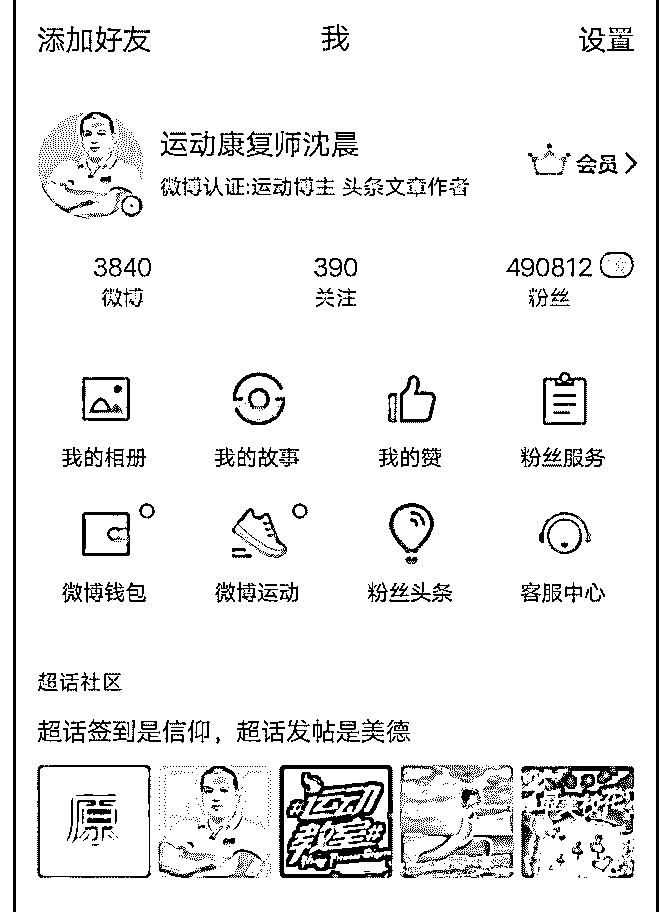 添加好友 我 设置
运动康复师沈晨
微博认证:运动博主 头条文章作者
会员
3840 390 490812
微博 关注 粉丝
我的相册 我的故事 我的赞 粉丝服务
微博钱包 微博运动 粉丝头条 客服中心
超话社区
超话签到是信仰，超话发帖是美德
原
#运动
教室#